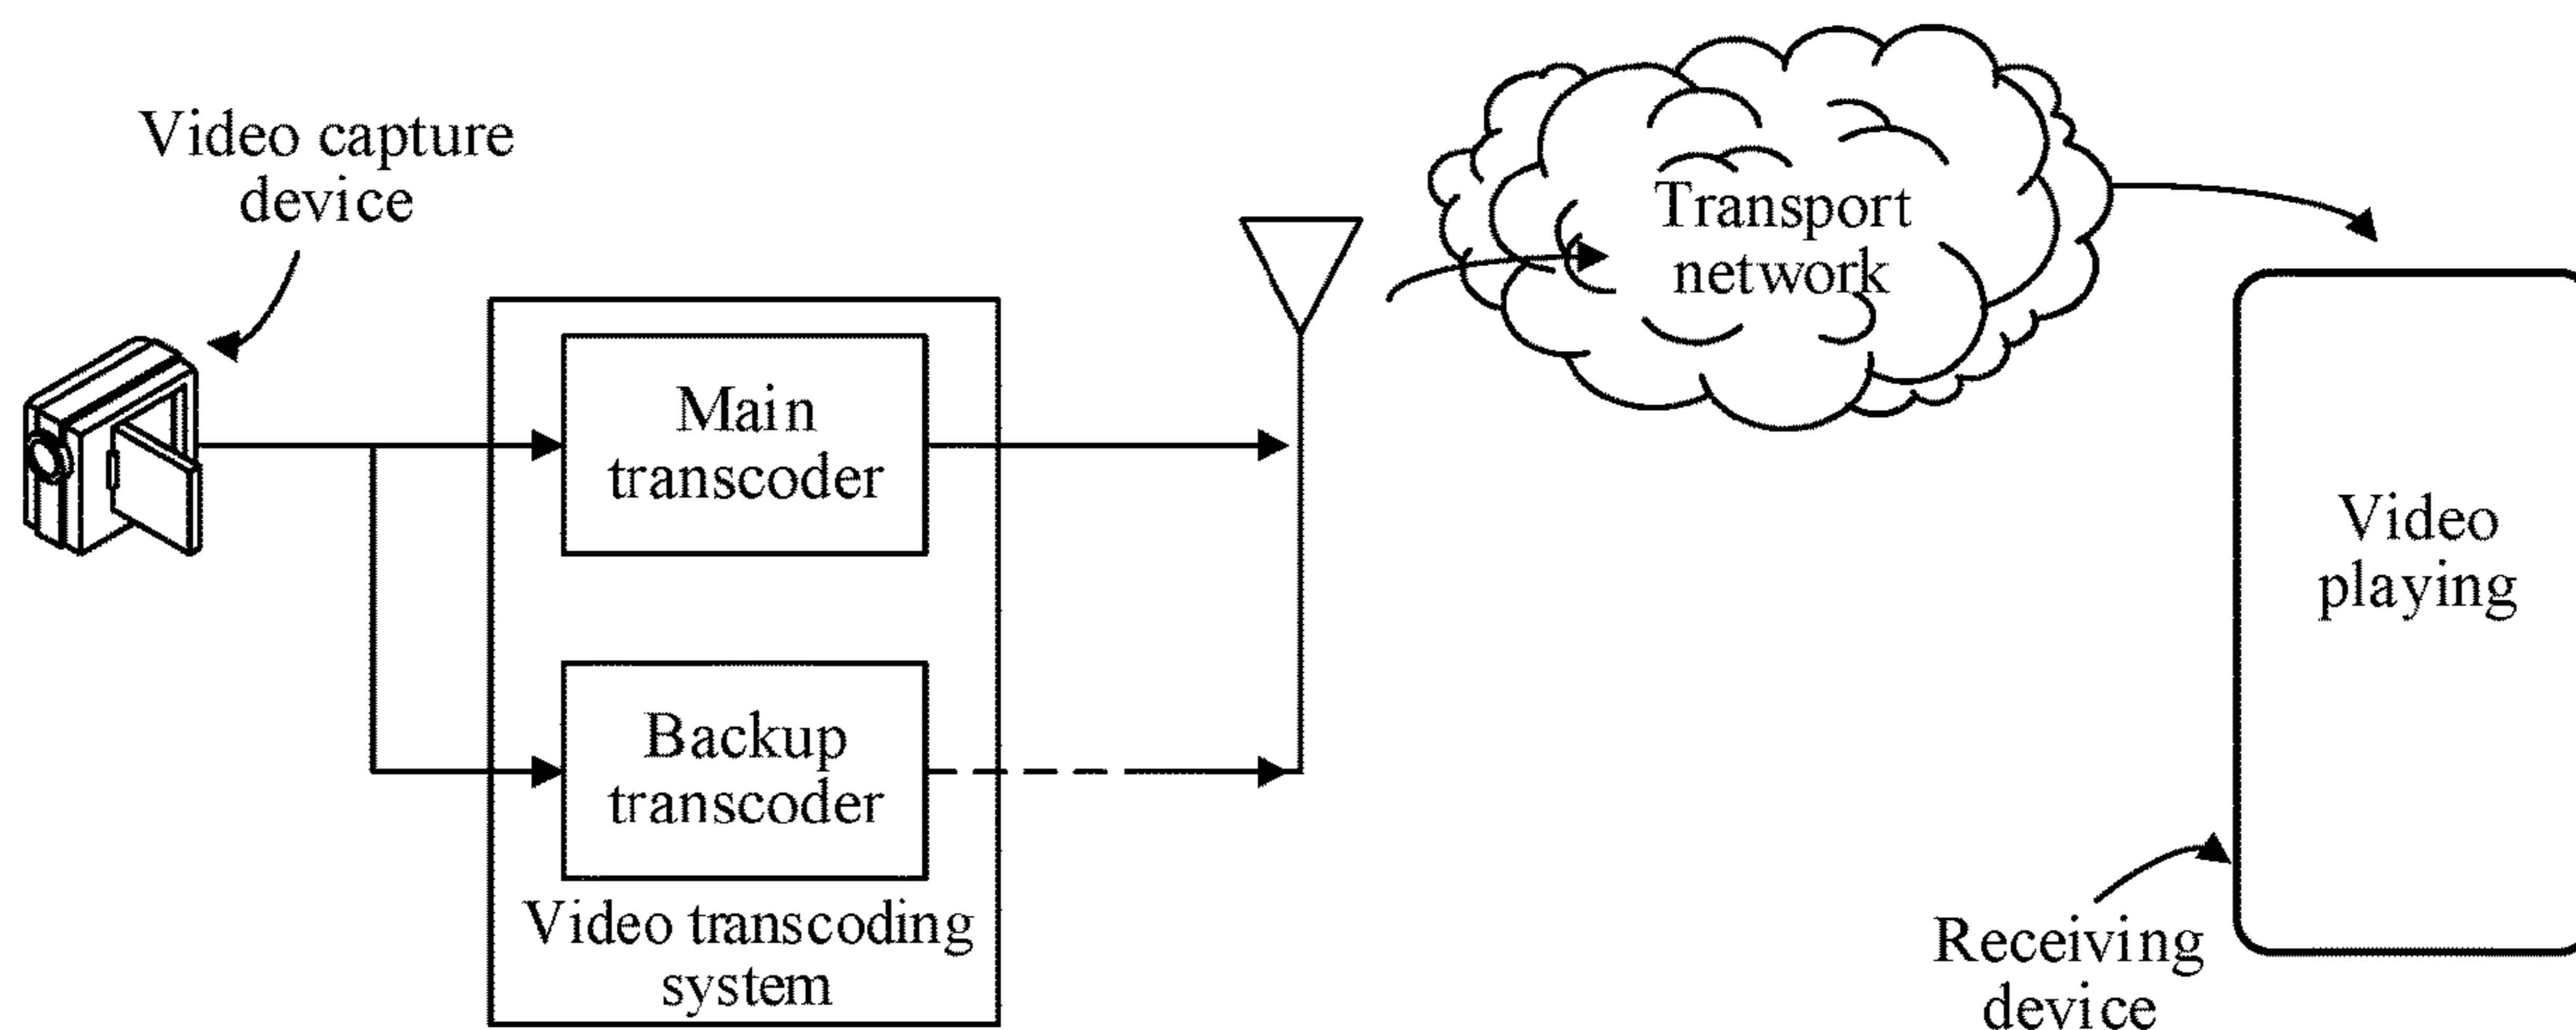 Video capture
device
Main
transcoder
Backup
transcoder
Video transcoding
system
Transport
network
Video
playing
Receiving
device